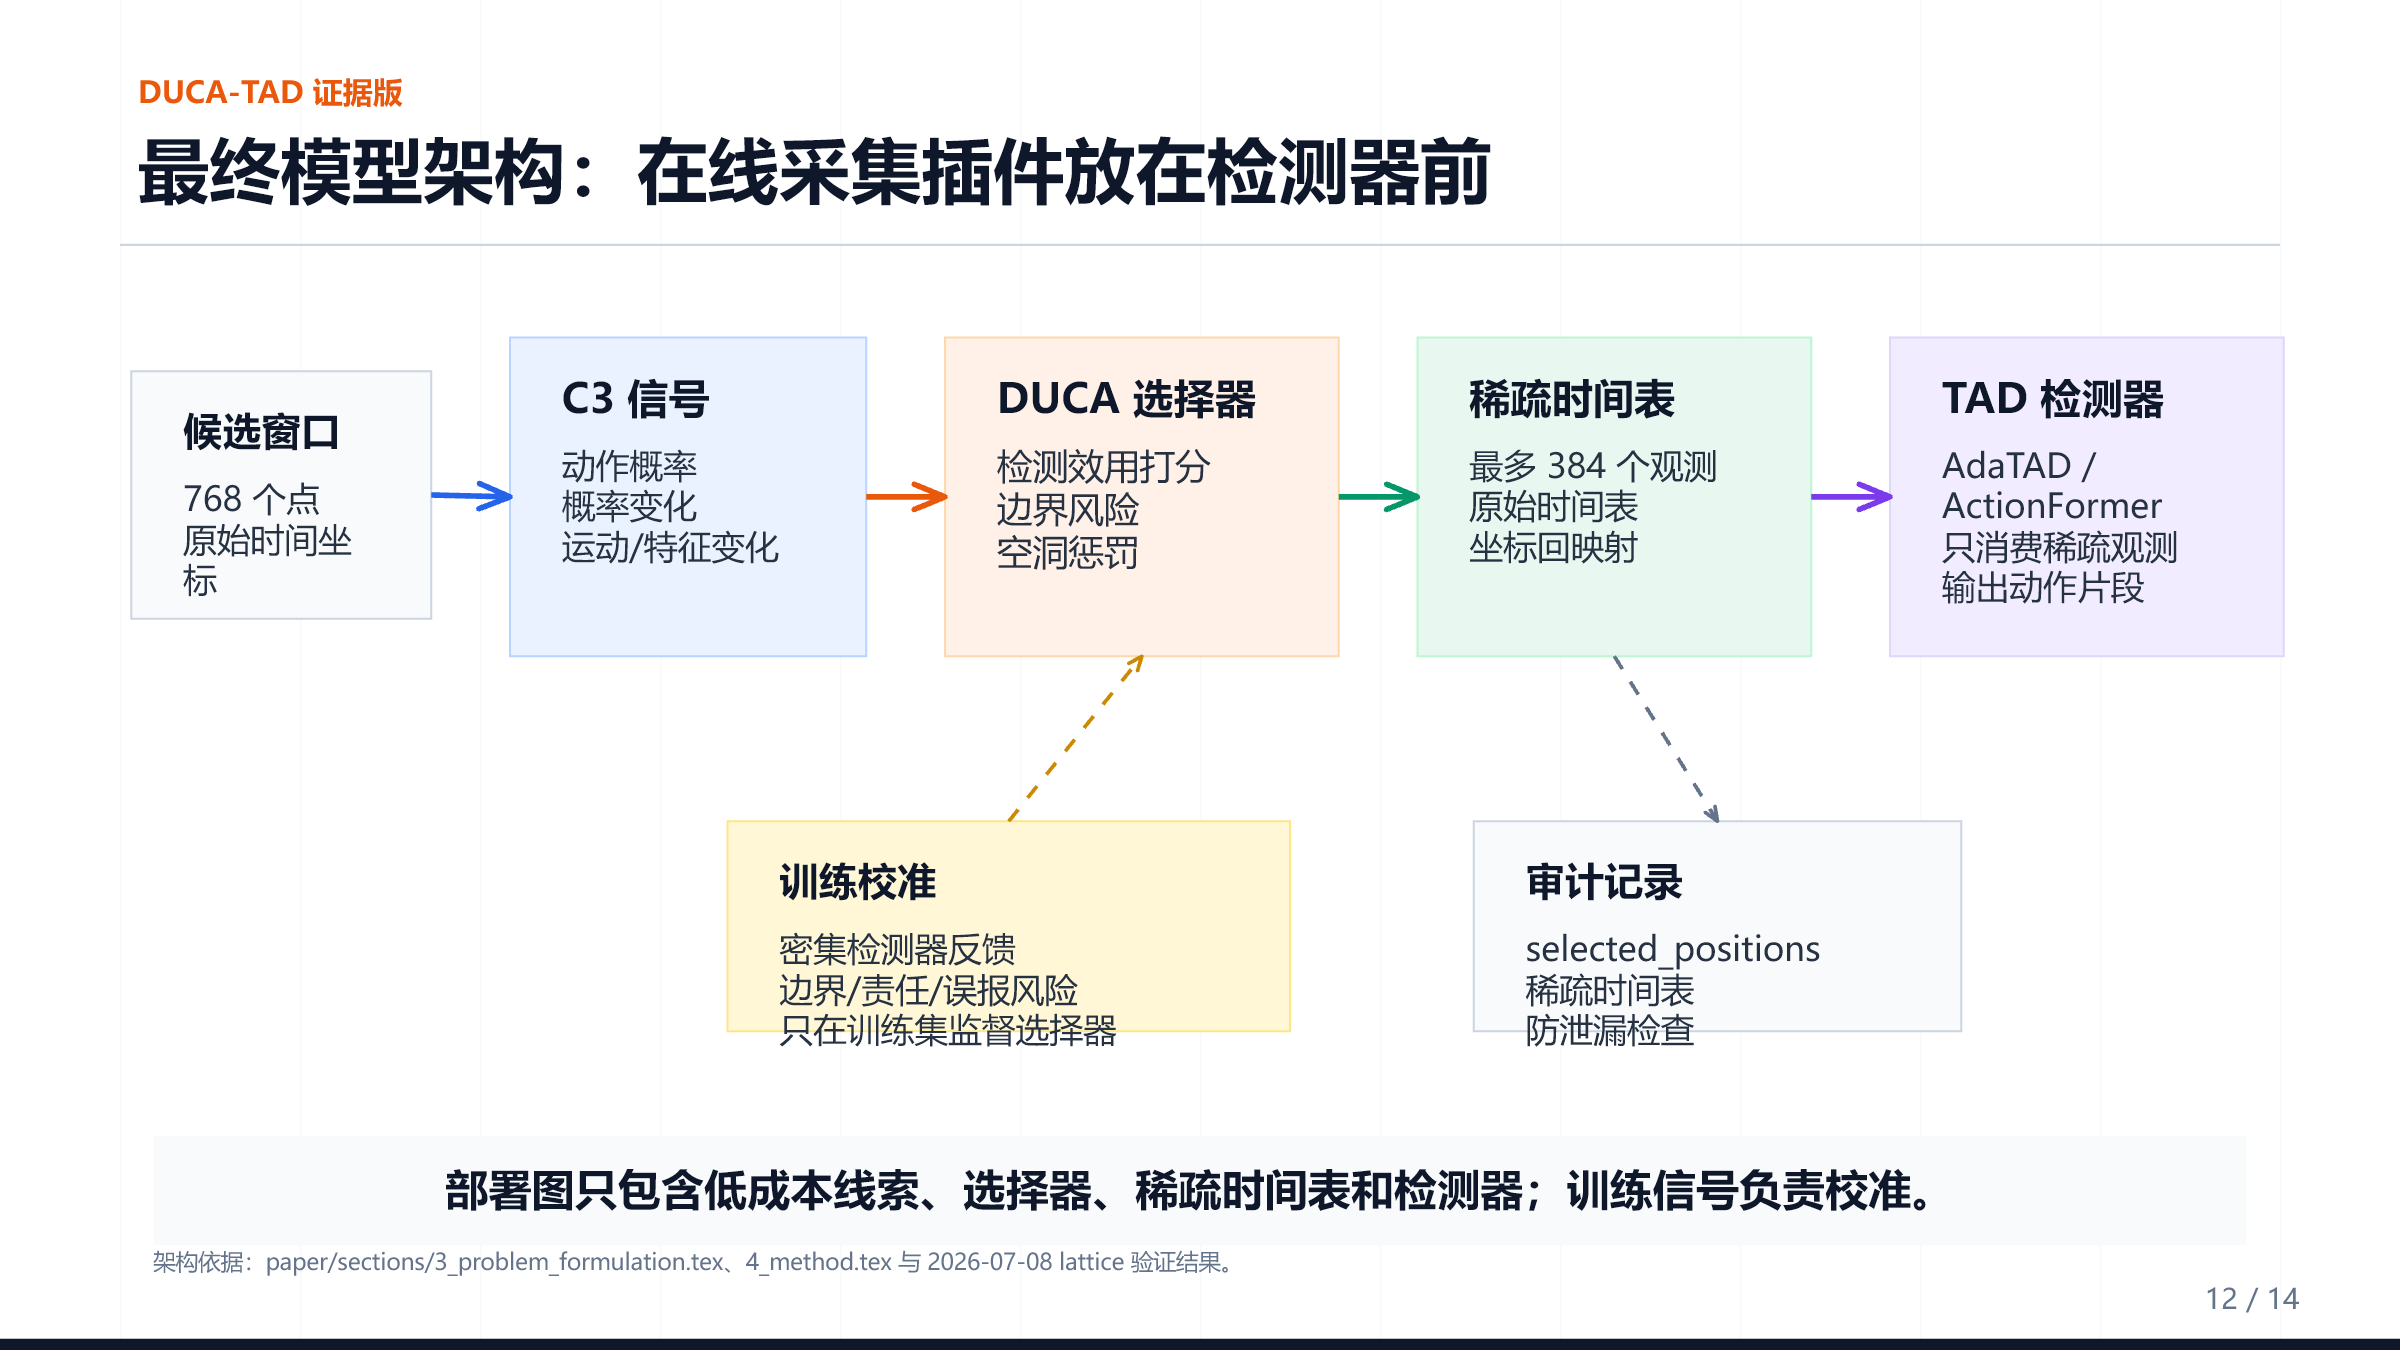 DUCA-TAD 证据版
最终模型架构：在线采集插件放在检测器前
候选窗口
768 个点
原始时间坐
标
C3 信号
动作概率
概率变化
运动/特征变化
DUCA 选择器
检测效用打分
边界风险
空洞惩罚
稀疏时间表
最多 384 个观测
原始时间表
坐标回映射
TAD 检测器
AdaTAD /
ActionFormer
只消费稀疏观测
输出动作片段
训练校准
密集检测器反馈
边界/责任/误报风险
只在训练集监督选择器
审计记录
selected_positions
稀疏时间表
防泄漏检查
部署图只包含低成本线索、选择器、稀疏时间表和检测器；训练信号负责校准。
架构依据：paper/sections/3_problem_formulation.tex、4_method.tex 与 2026-07-08 lattice 验证结果。
12 / 14